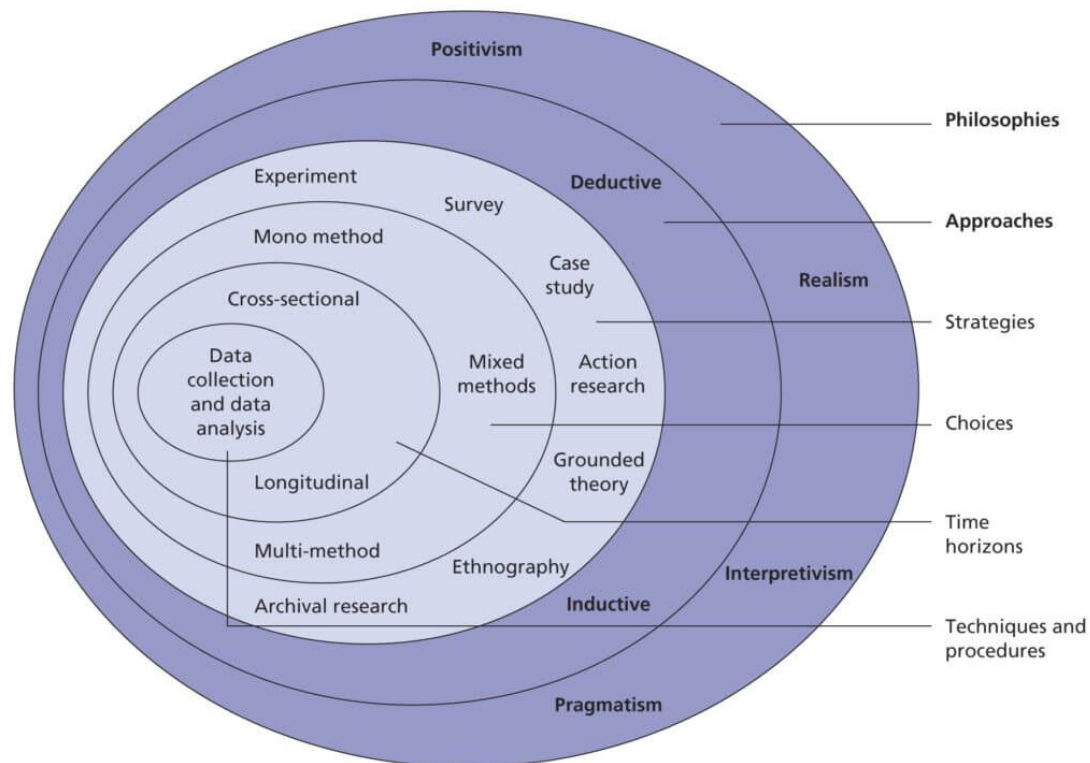 Positivism
Philosophies
Experiment
Deductive
Survey
Approaches
Mono method
Case
study
Realism
Cross-sectional
Strategies
Data
collection
and data
analysis
Mixed
methods
Action
research
Choices
Grounded
theory
Longitudinal
Time
horizons
Multi-method
Ethnography
Interpretivism
Archival research
Inductive
Techniques and
procedures
Pragmatism